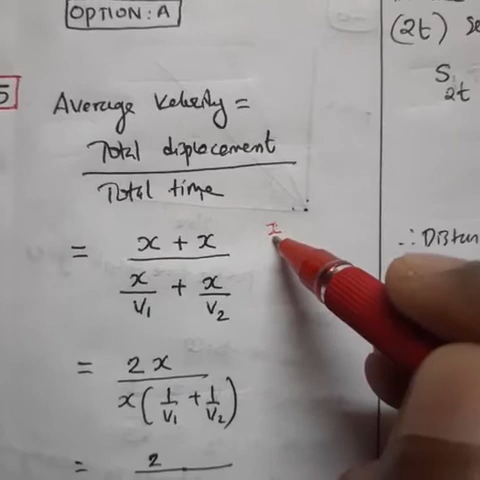 OPTION: A
5
Average Velocity =
Total displacement
Total time
= x + x
x/V₁ + x/V₂
= 2x
x(1/V₁ + 1/V₂)
= 2
x
(2t) Se
S
2t
∴ Distan